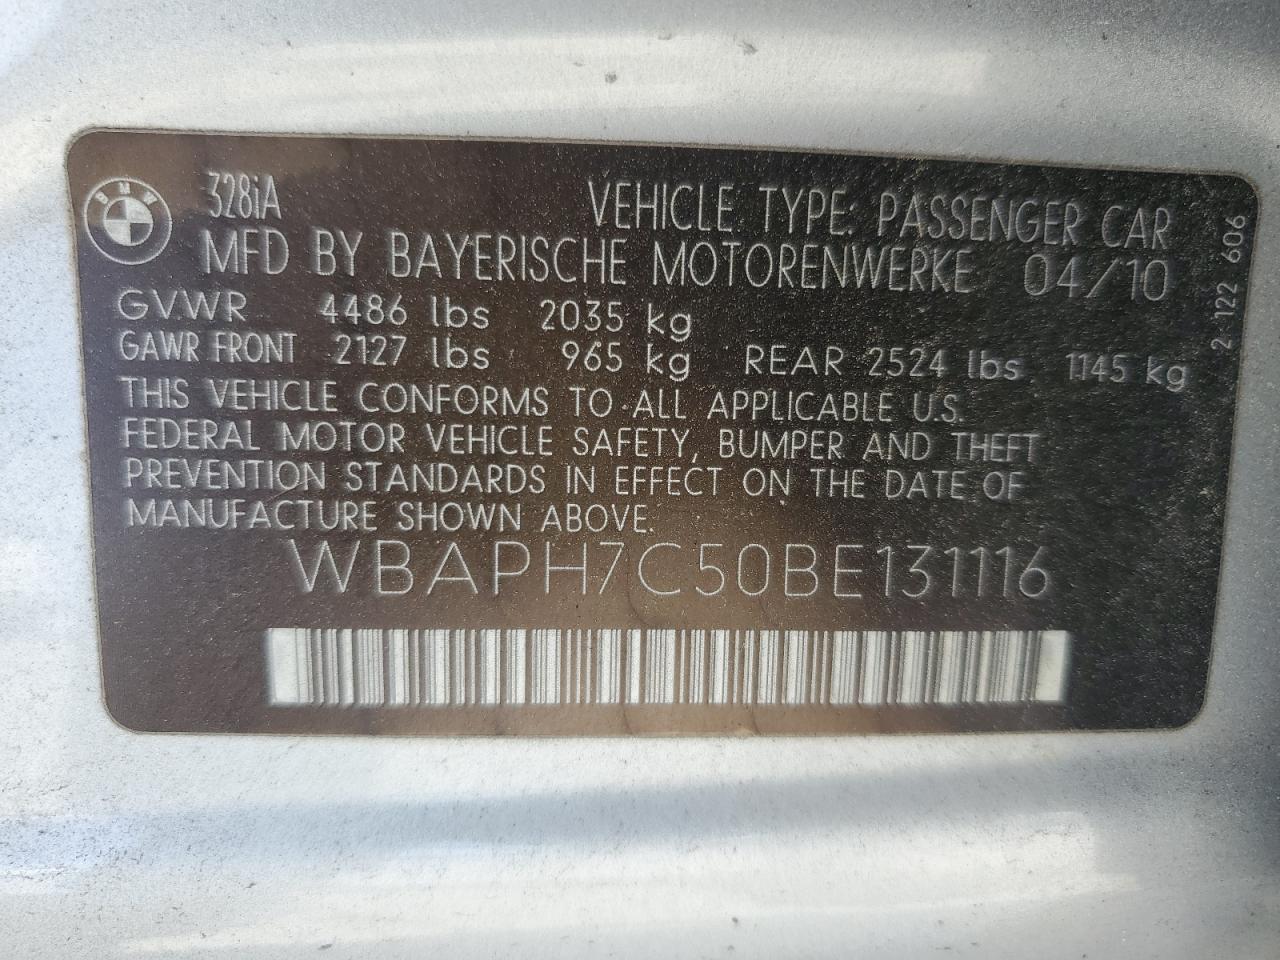 BMW
328iA VEHICLE TYPE: PASSENGER CAR
MFD BY BAYERISCHE MOTORENWERKE 04/10
GVWR 4486 lbs 2035 kg
GAWR FRONT 2127 lbs 965 kg REAR 2524 lbs 1145 kg
THIS VEHICLE CONFORMS TO ALL APPLICABLE U.S.
FEDERAL MOTOR VEHICLE SAFETY, BUMPER AND THEFT
PREVENTION STANDARDS IN EFFECT ON THE DATE OF
MANUFACTURE SHOWN ABOVE.
WBAPH7C50BE131116
2 122 606